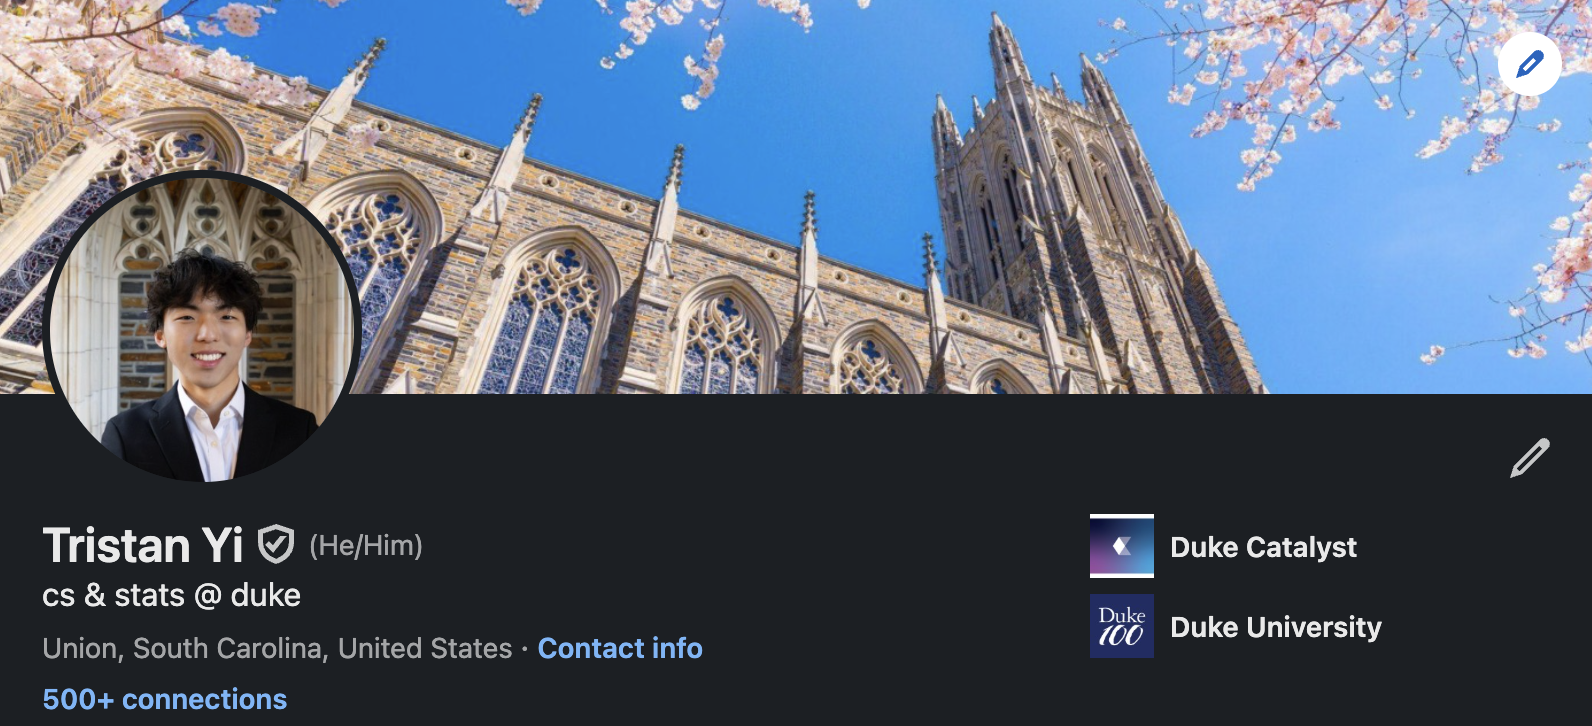 Tristan Yi (He/Him)
cs & stats @ duke
Union, South Carolina, United States · Contact info
500+ connections
Duke Catalyst
Duke
100
Duke University